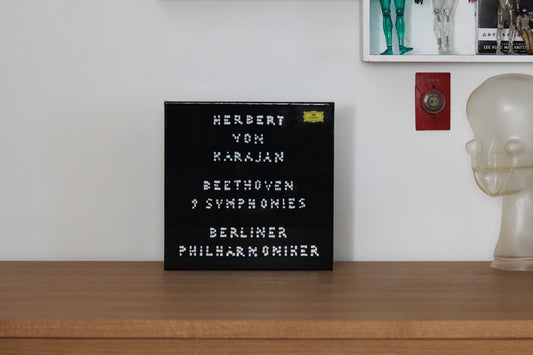 HERBERT
VON
KARAJAN
BEETHOVEN
9 SYMPHONIES
BERLINER
PHILHARMONIKER